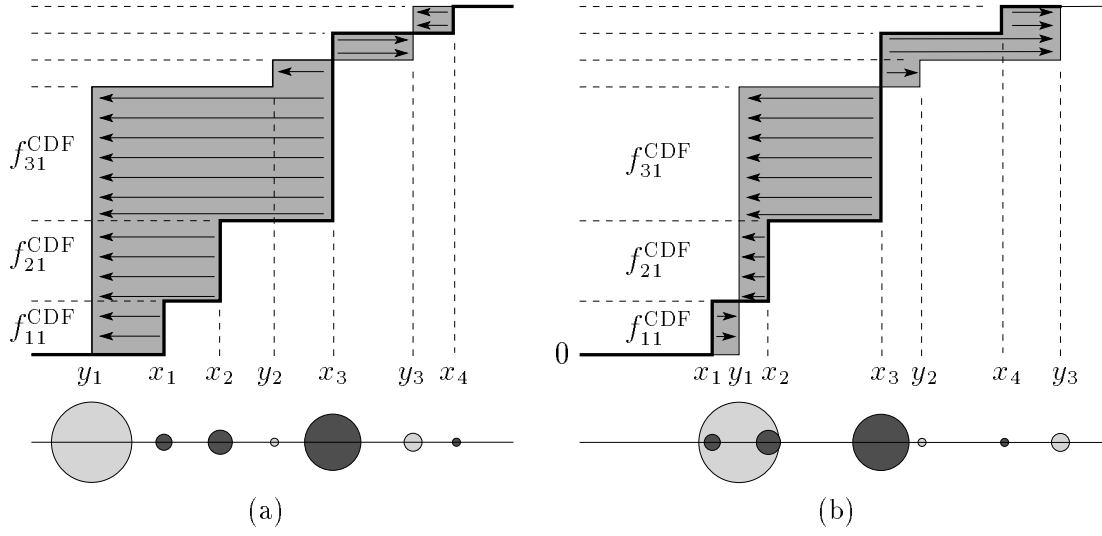 f_{31}^{CDF}
f_{21}^{CDF}
f_{11}^{CDF}
y_1 x_1 x_2 y_2 x_3 y_3 x_4
(a)
f_{31}^{CDF}
f_{21}^{CDF}
f_{11}^{CDF}
0
x_1 y_1 x_2 x_3 y_2 x_4 y_3
(b)